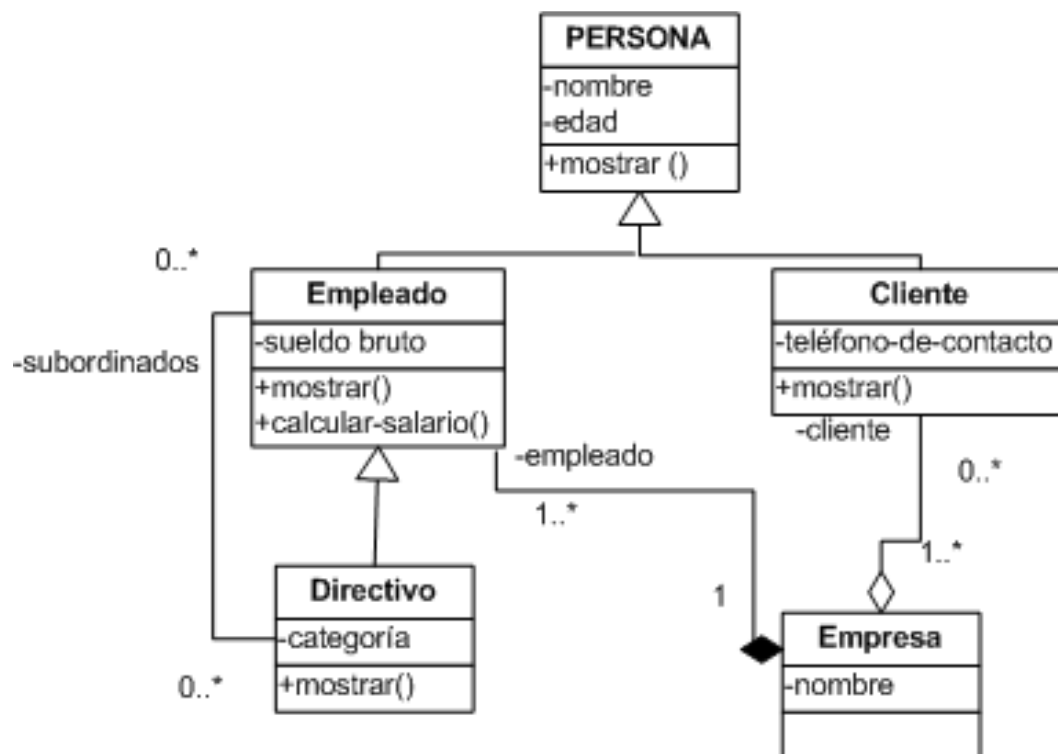 PERSONA
-nombre
-edad
+mostrar ()
0..*
Empleado
-sueldo bruto
+mostrar()
+calcular-salario()
-subordinados
Cliente
-teléfono-de-contacto
+mostrar()
-cliente
0..*
-empleado
1..*
1..*
Directivo
-categoría
+mostrar()
0..*
1
Empresa
-nombre